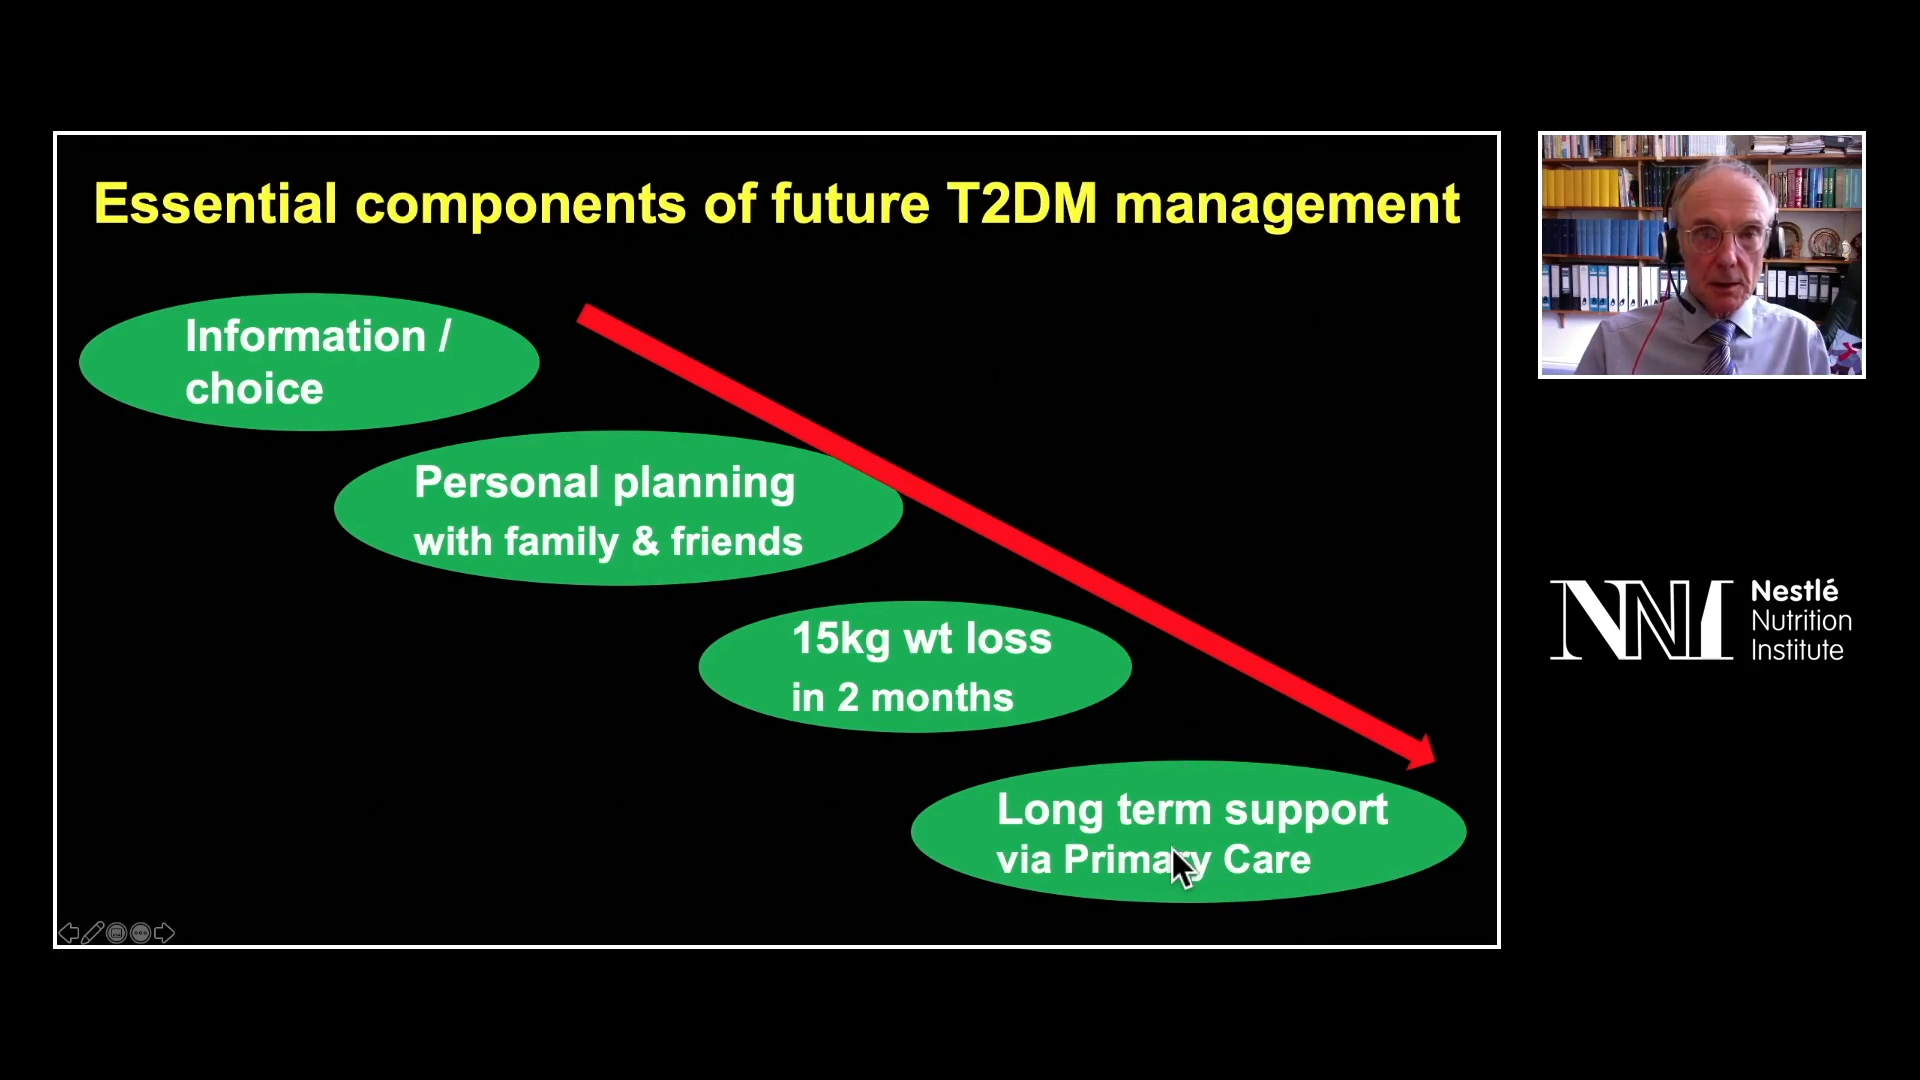 Essential components of future T2DM management
Information /
choice
Personal planning
with family & friends
15kg wt loss
in 2 months
Long term support
via Primary Care
NNI
Nestlé
Nutrition
Institute